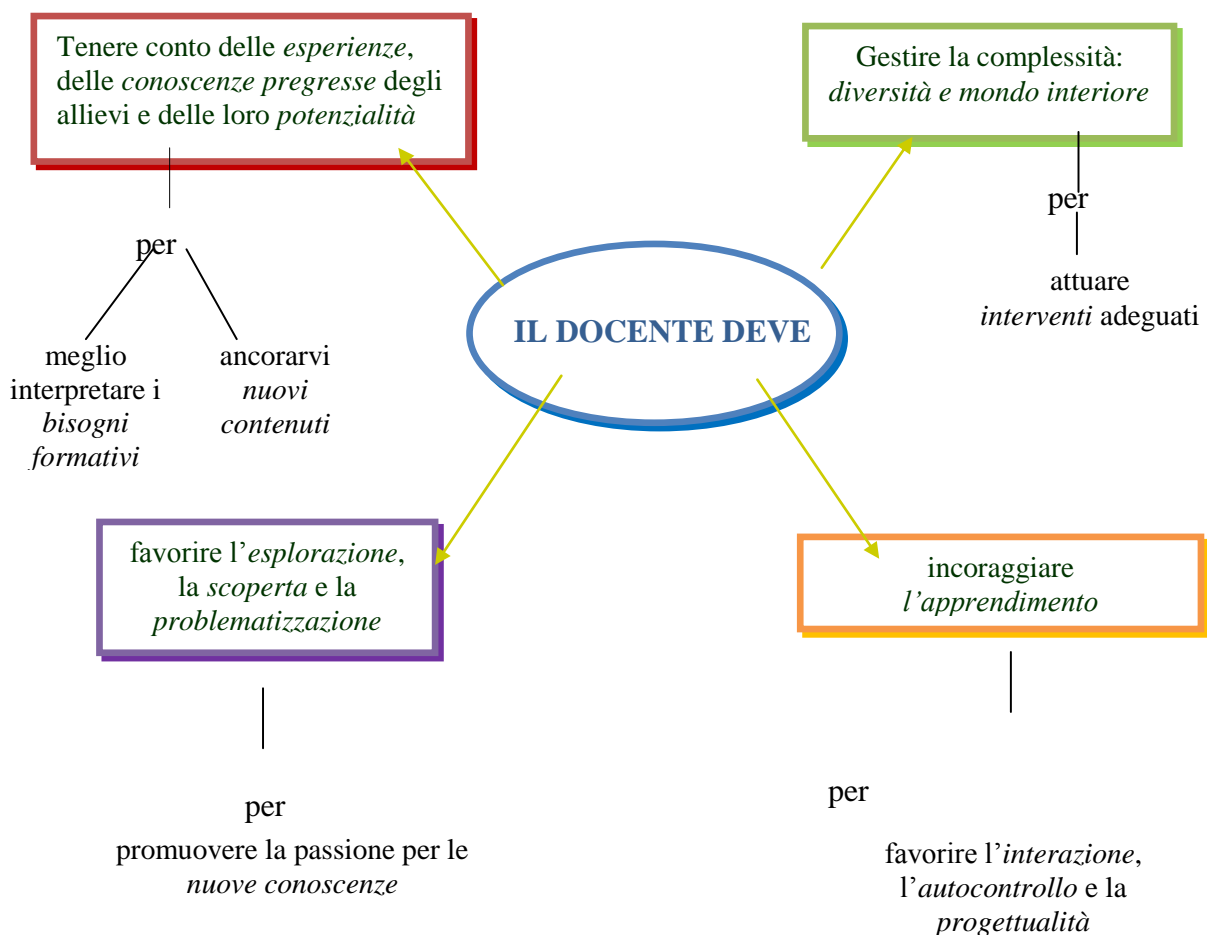 Tenere conto delle esperienze,
delle conoscenze pregresse degli
allievi e delle loro potenzialità
per
meglio
interpretare i
bisogni
formativi
ancorarvi
nuovi
contenuti
Gestire la complessità:
diversità e mondo interiore
per
attuare
interventi adeguati
IL DOCENTE DEVE
favorire l’esplorazione,
la scoperta e la
problematizzazione
per
promuovere la passione per le
nuove conoscenze
incoraggiare
l’apprendimento
per
favorire l’interazione,
l’autocontrollo e la
progettualità